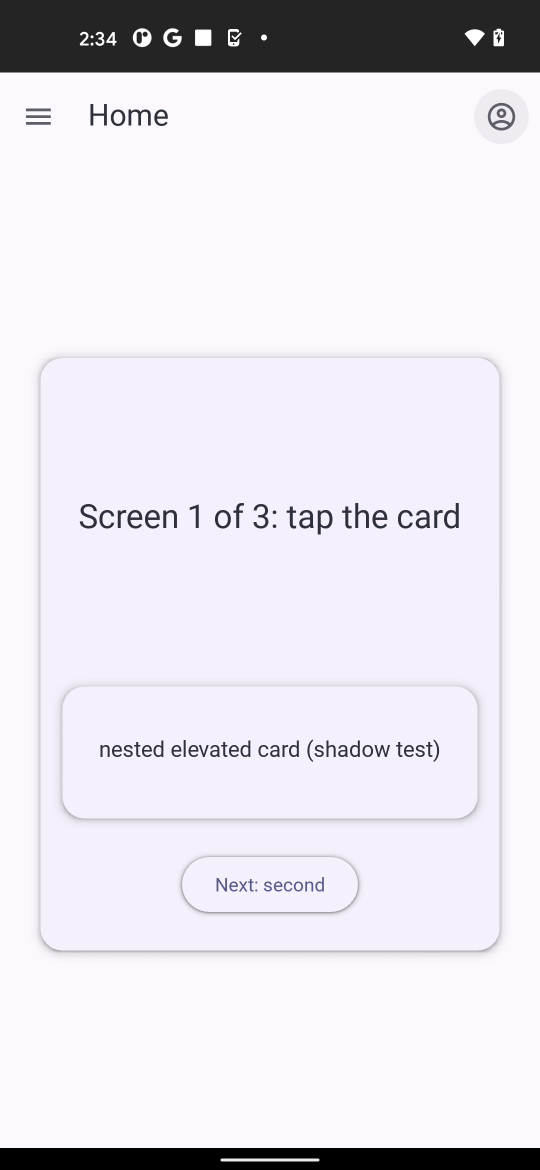 2:34
Home
Screen 1 of 3: tap the card
nested elevated card (shadow test)
Next: second